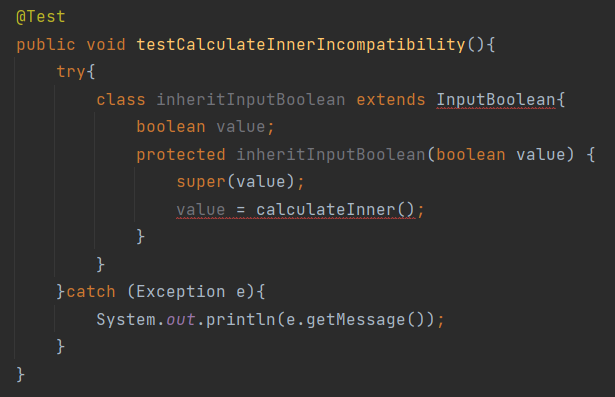 @Test
public void testCalculateInnerIncompatibility(){
    try{
        class inheritInputBoolean extends InputBoolean{
            boolean value;
            protected inheritInputBoolean(boolean value) {
                super(value);
                value = calculateInner();
            }
        }
    }catch (Exception e){
        System.out.println(e.getMessage());
    }
}